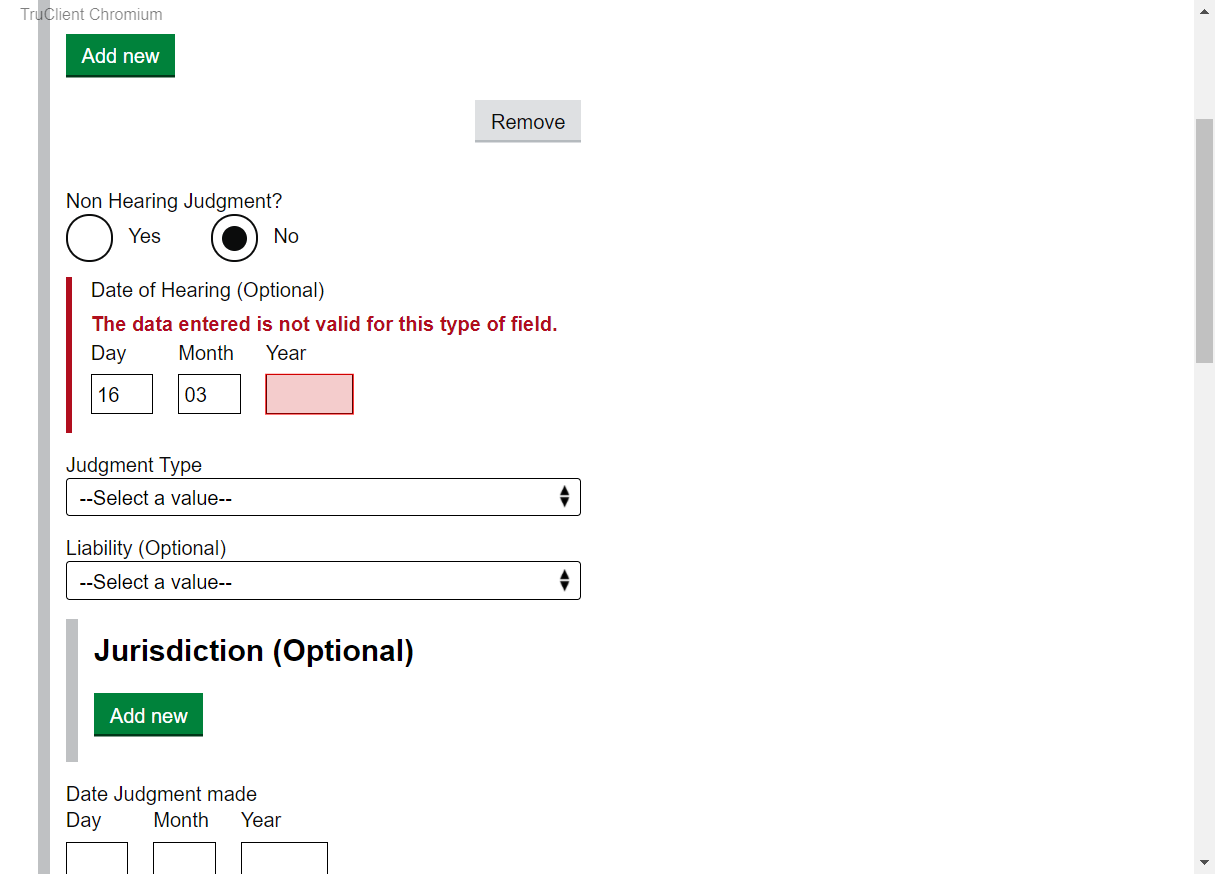 TruClient Chromium
Add new
Remove
Non Hearing Judgment?
Yes No
Date of Hearing (Optional)
The data entered is not valid for this type of field.
Day Month Year
16 03
Judgment Type
--Select a value--
Liability (Optional)
--Select a value--
Jurisdiction (Optional)
Add new
Date Judgment made
Day Month Year